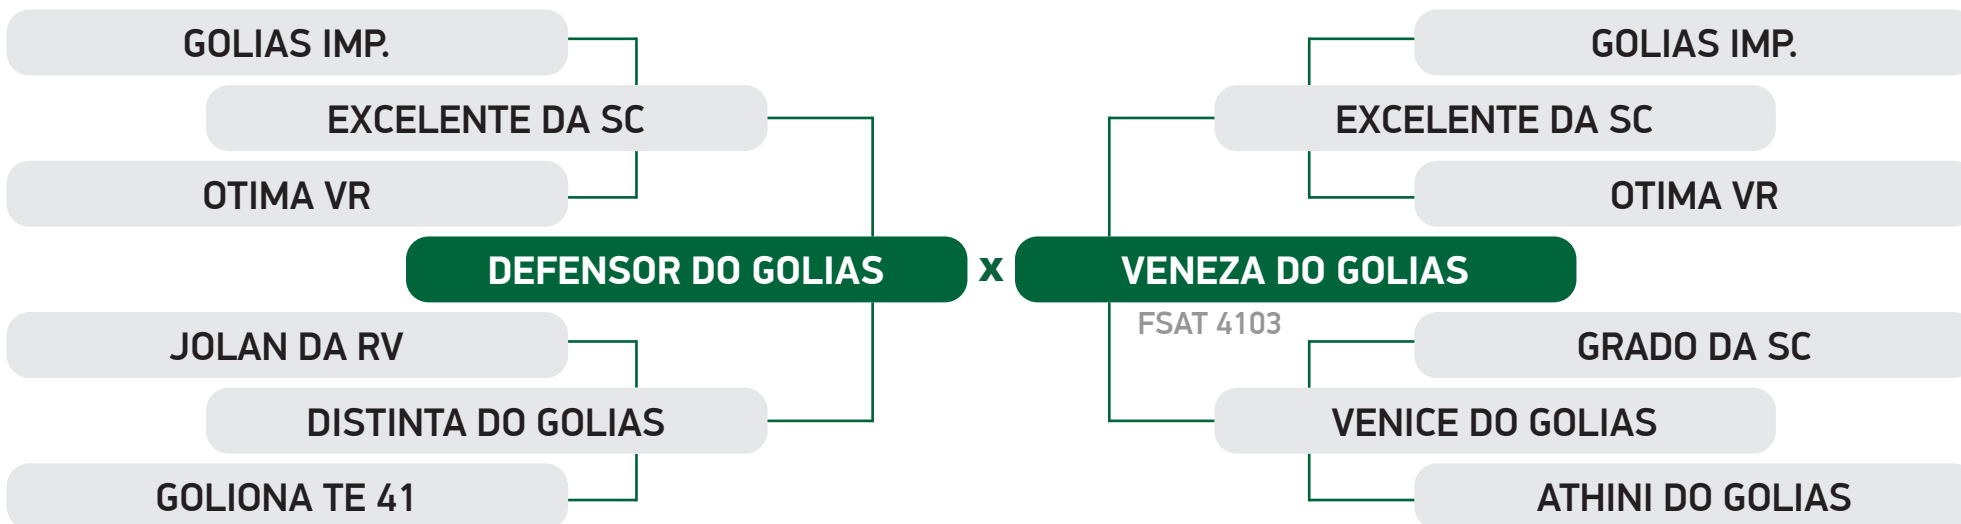 GOLIAS IMP.
EXCELENTE DA SC
OTIMA VR
DEFENSOR DO GOLIAS
JOLAN DA RV
DISTINTA DO GOLIAS
GOLIONA TE 41
x
GOLIAS IMP.
EXCELENTE DA SC
OTIMA VR
VENEZA DO GOLIAS
FSAT 4103
GRADO DA SC
VENICE DO GOLIAS
ATHINI DO GOLIAS